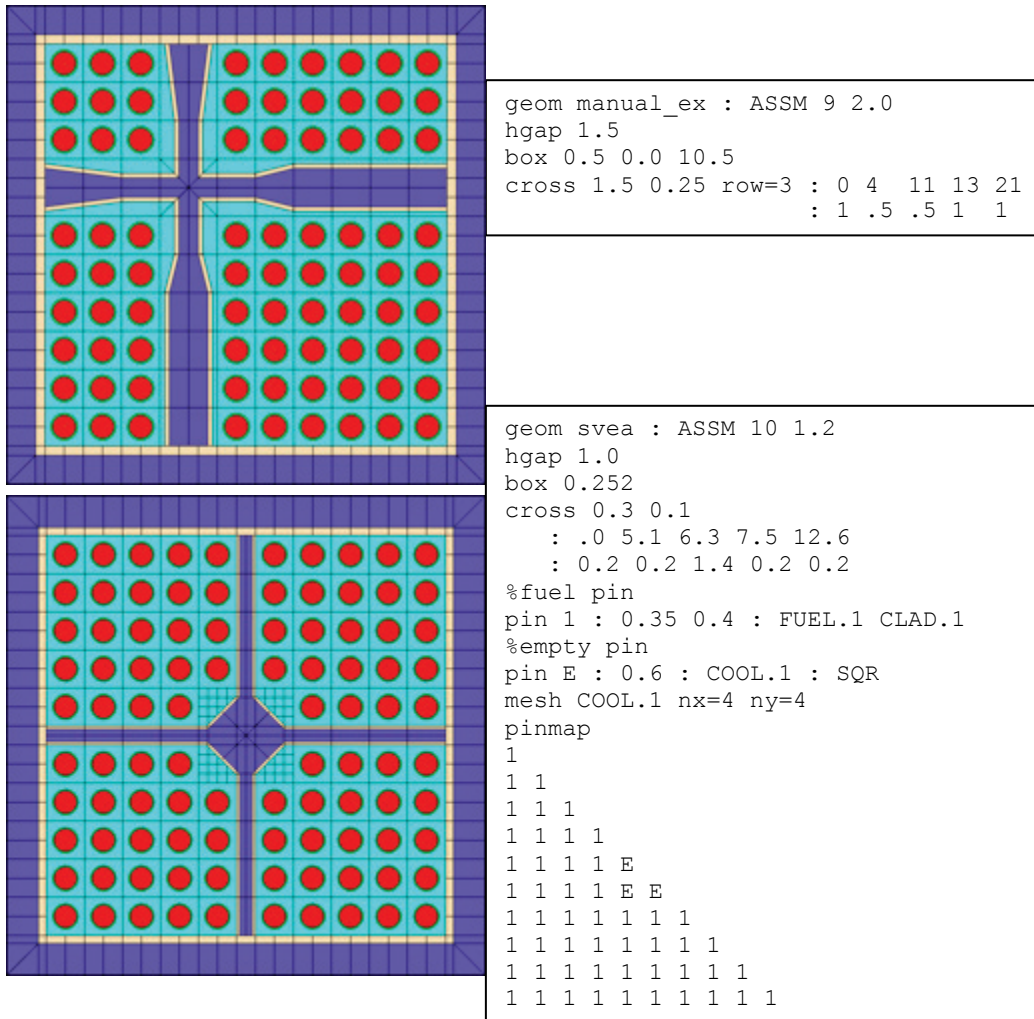 geom manual_ex : ASSM 9 2.0
hgap 1.5
box 0.5 0.0 10.5
cross 1.5 0.25 row=3 : 0 4  11 13 21
                     : 1 .5 .5 1  1
geom svea : ASSM 10 1.2
hgap 1.0
box 0.252
cross 0.3 0.1
   : .0 5.1 6.3 7.5 12.6
   : 0.2 0.2 1.4 0.2 0.2
%fuel pin
pin 1 : 0.35 0.4 : FUEL.1 CLAD.1
%empty pin
pin E : 0.6 : COOL.1 : SQR
mesh COOL.1 nx=4 ny=4
pinmap
1
1 1
1 1 1
1 1 1 1
1 1 1 1 E
1 1 1 1 E E
1 1 1 1 1 1 1
1 1 1 1 1 1 1 1
1 1 1 1 1 1 1 1 1
1 1 1 1 1 1 1 1 1 1